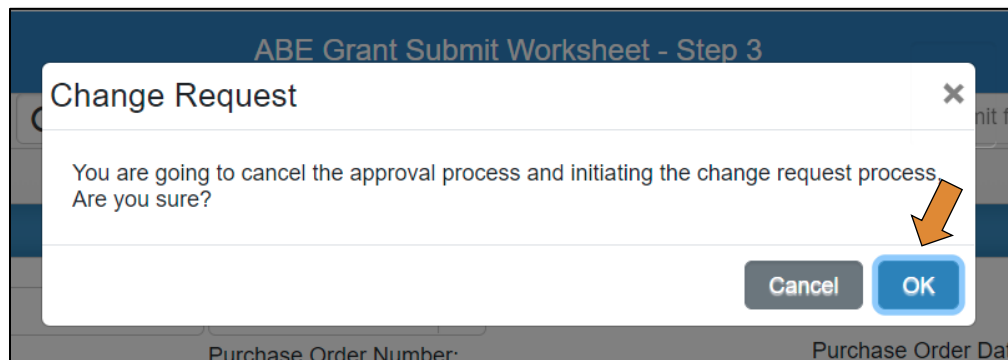 ABE Grant Submit Worksheet - Step 3
Change Request
You are going to cancel the approval process and initiating the change request process.
Are you sure?
Cancel OK
Purchase Order Number:
Purchase Order